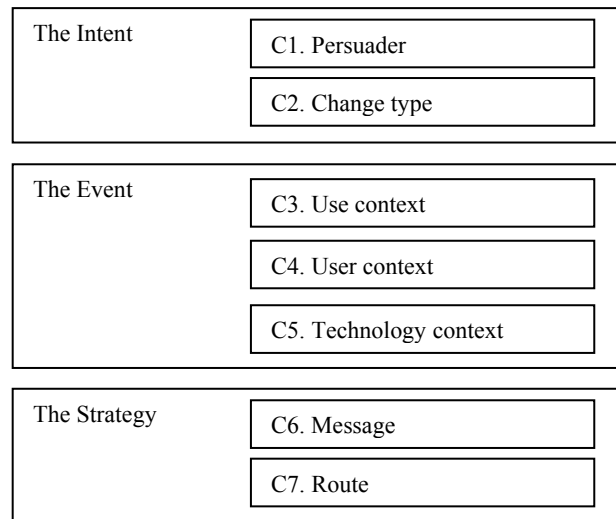 The Intent
C1. Persuader
C2. Change type
The Event
C3. Use context
C4. User context
C5. Technology context
The Strategy
C6. Message
C7. Route